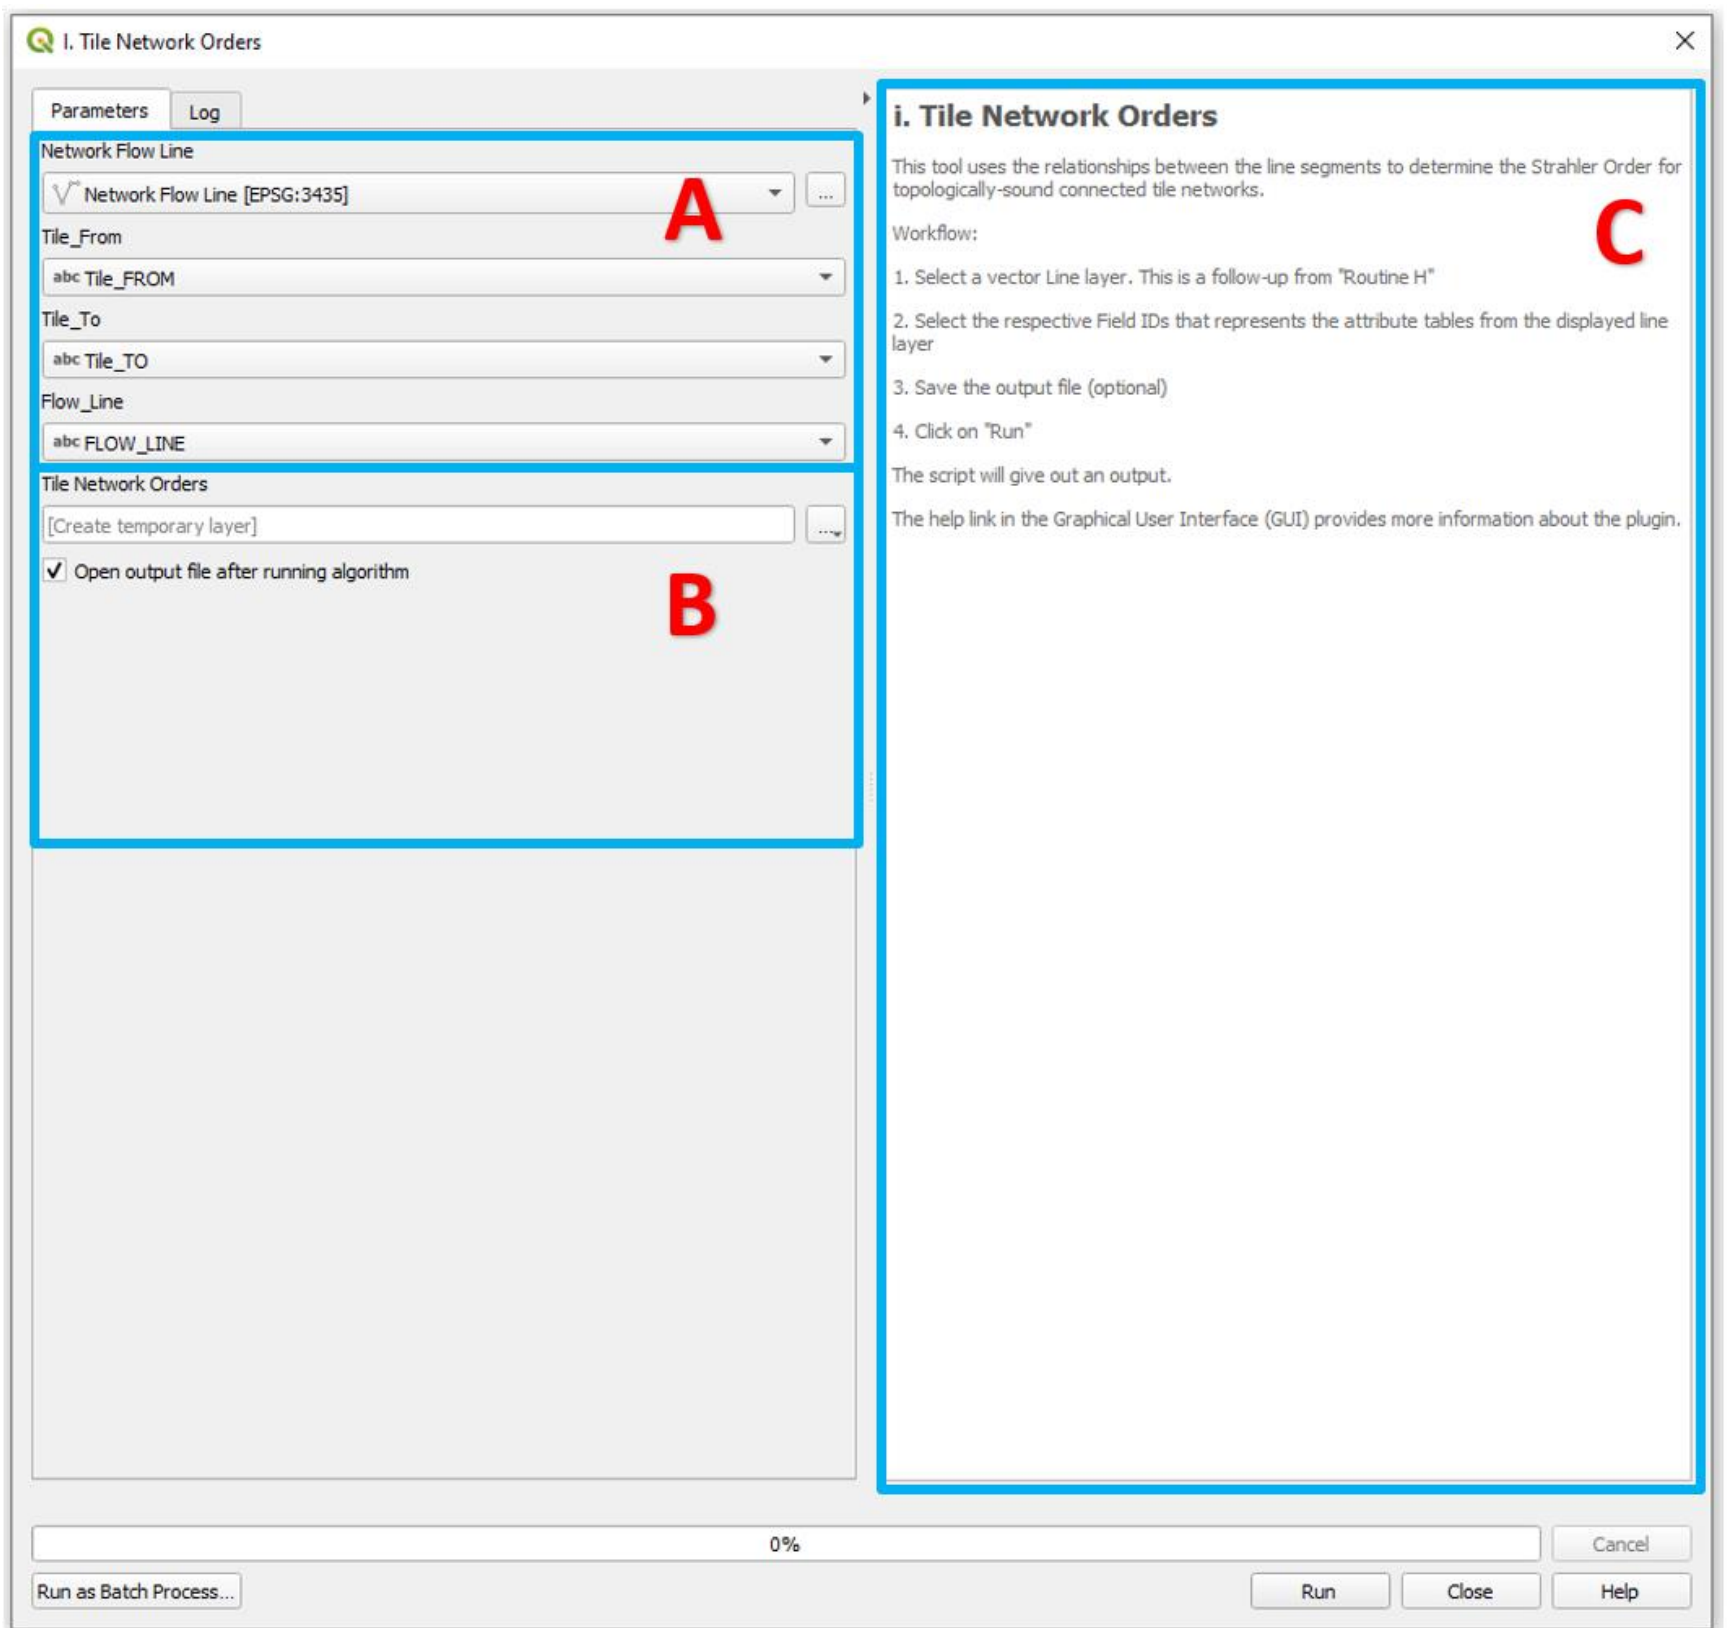 I. Tile Network Orders
Parameters
Log
Network Flow Line
Network Flow Line [EPSG:3435]
...
A
Tile_From
abc Tile_FROM
Tile_To
abc Tile_TO
Flow_Line
abc FLOW_LINE
Tile Network Orders
[Create temporary layer]
...
Open output file after running algorithm
B
i. Tile Network Orders
This tool uses the relationships between the line segments to determine the Strahler Order for
topologically-sound connected tile networks.
C
Workflow:
1. Select a vector Line layer. This is a follow-up from "Routine H"
2. Select the respective Field IDs that represents the attribute tables from the displayed line
layer
3. Save the output file (optional)
4. Click on "Run"
The script will give out an output.
The help link in the Graphical User Interface (GUI) provides more information about the plugin.
0%
Cancel
Run as Batch Process...
Run
Close
Help